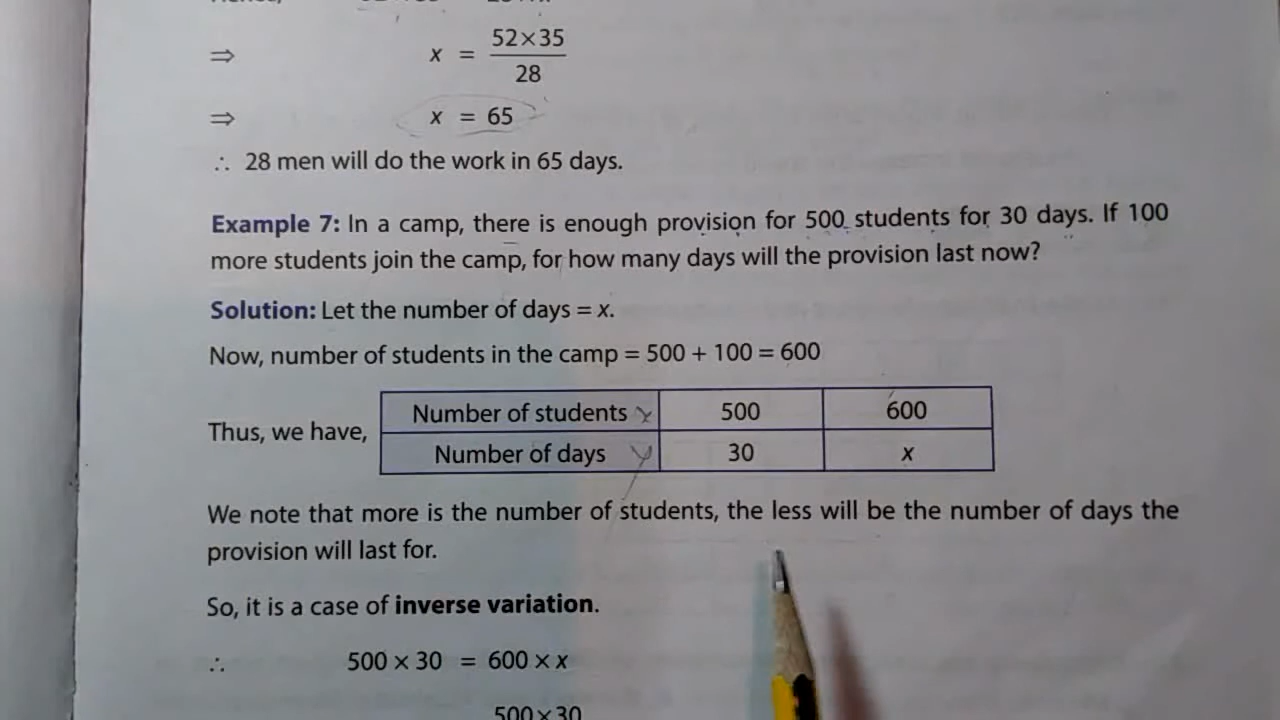 ⇒ x = 52×35
28
⇒ x = 65
∴ 28 men will do the work in 65 days.
Example 7: In a camp, there is enough provision for 500 students for 30 days. If 100
more students join the camp, for how many days will the provision last now?
Solution: Let the number of days = x.
Now, number of students in the camp = 500 + 100 = 600
Thus, we have,
Number of students x 500 600
Number of days y 30 x
We note that more is the number of students, the less will be the number of days the
provision will last for.
So, it is a case of inverse variation.
∴ 500 × 30 = 600 × x
500×30